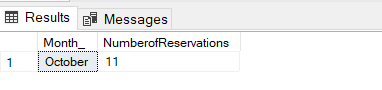 Results Messages
Month_ NumberofReservations
1 October 11